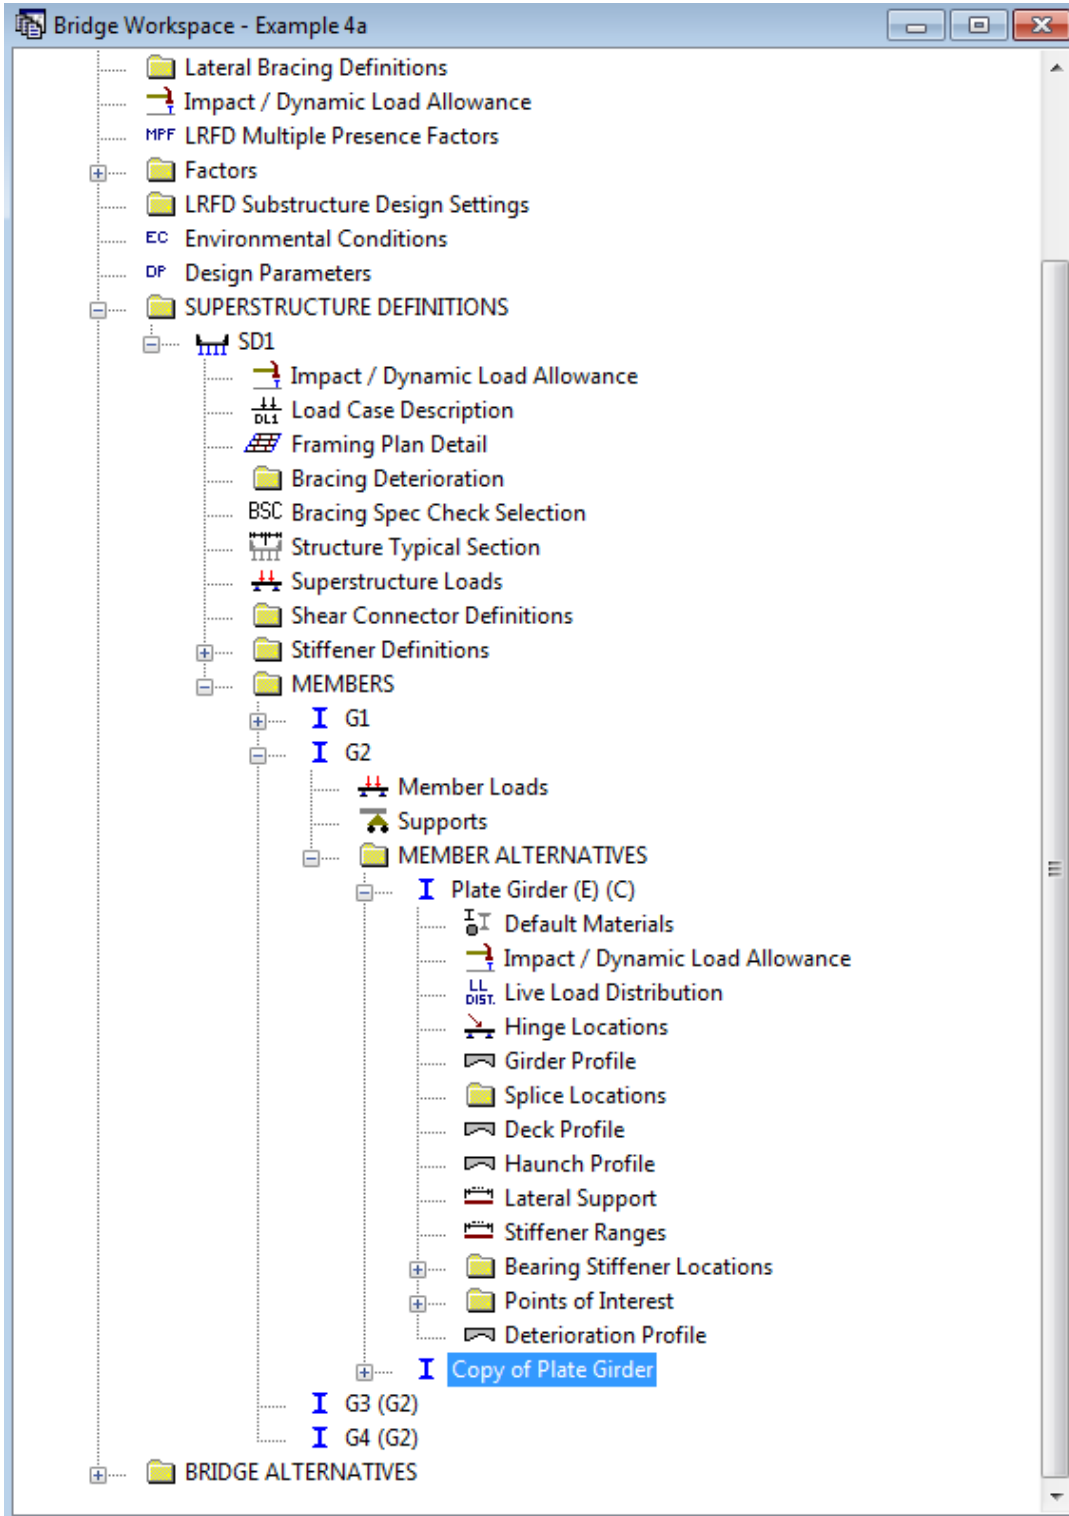 Bridge Workspace - Example 4a
Lateral Bracing Definitions
Impact / Dynamic Load Allowance
MPF LRFD Multiple Presence Factors
Factors
LRFD Substructure Design Settings
EC Environmental Conditions
DP Design Parameters
SUPERSTRUCTURE DEFINITIONS
SD1
Impact / Dynamic Load Allowance
DL1 Load Case Description
Framing Plan Detail
Bracing Deterioration
BSC Bracing Spec Check Selection
Structure Typical Section
Superstructure Loads
Shear Connector Definitions
Stiffener Definitions
MEMBERS
G1
G2
Member Loads
Supports
MEMBER ALTERNATIVES
Plate Girder (E) (C)
Default Materials
Impact / Dynamic Load Allowance
LL DIST. Live Load Distribution
Hinge Locations
Girder Profile
Splice Locations
Deck Profile
Haunch Profile
Lateral Support
Stiffener Ranges
Bearing Stiffener Locations
Points of Interest
Deterioration Profile
Copy of Plate Girder
G3 (G2)
G4 (G2)
BRIDGE ALTERNATIVES